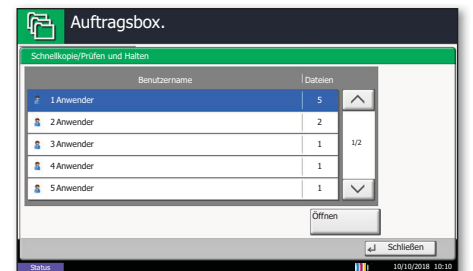 Auftragsbox.
Schnellkopie/Prüfen und Halten
Benutzername Dateien
1 Anwender 5
2 Anwender 2
3 Anwender 1
4 Anwender 1
5 Anwender 1
1/2
Öffnen
Schließen
Status 10/10/2018 10:10